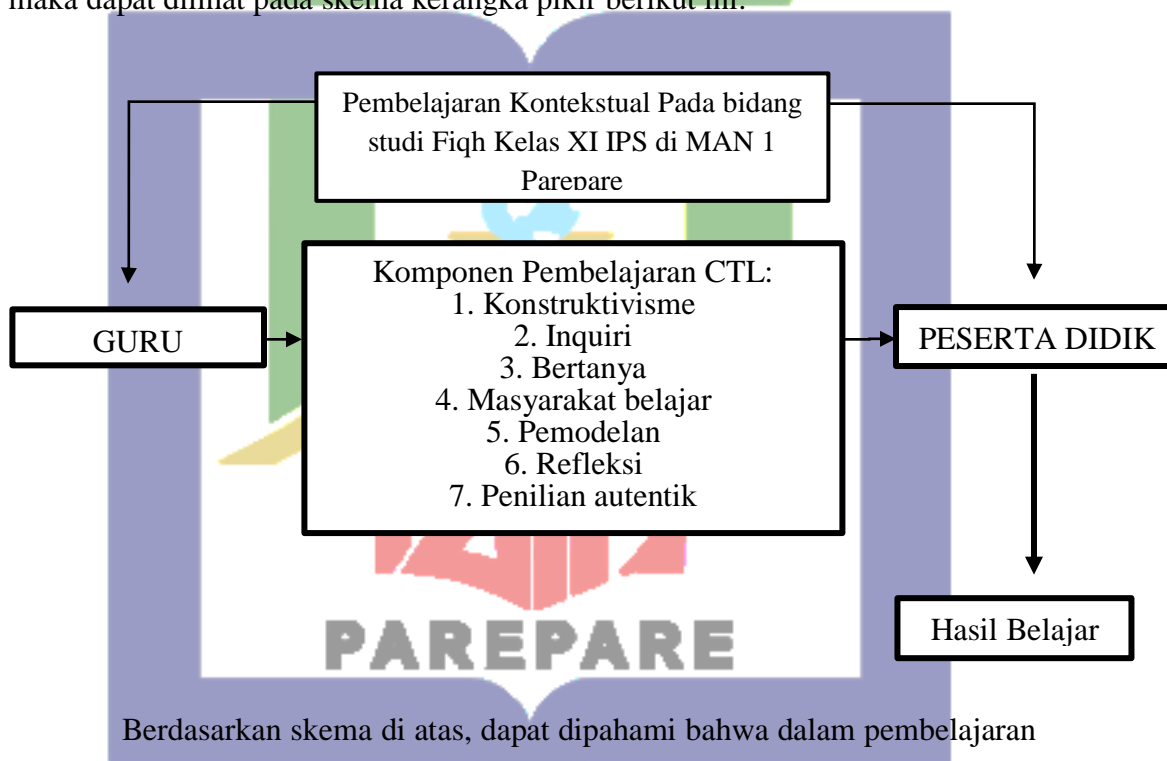 maka dapat dilihat pada skema kerangka pikir berikut ini.
Pembelajaran Kontekstual Pada bidang
studi Fiqh Kelas XI IPS di MAN 1
Parepare
Komponen Pembelajaran CTL:
1. Konstruktivisme
2. Inquiri
3. Bertanya
4. Masyarakat belajar
5. Pemodelan
6. Refleksi
7. Penilian autentik
GURU
PESERTA DIDIK
Hasil Belajar
PAREPARE
Berdasarkan skema di atas, dapat dipahami bahwa dalam pembelajaran